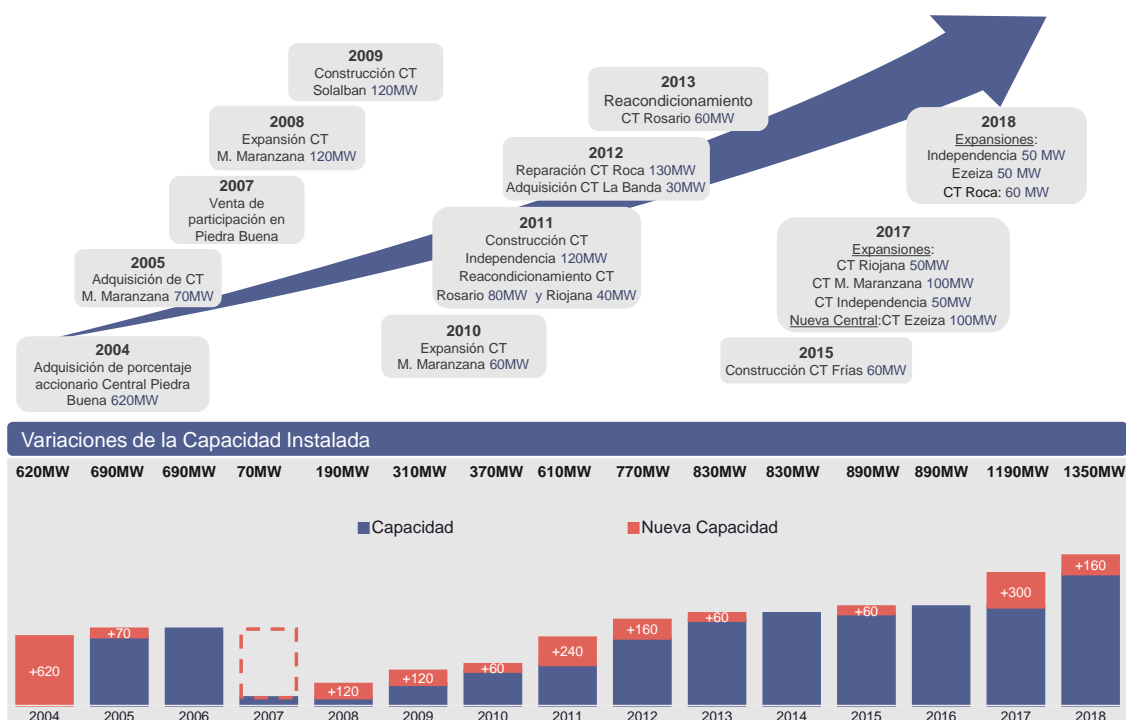 2009
Construcción CT
Solalban 120MW
2008
Expansión CT
M. Maranzana
120MW
2007
Venta de
participación en
Piedra Buena
2005
Adquisición de CT
M. Maranzana 70MW
2004
Adquisición de porcentaje
accionario Central Piedra
Buena 620MW
2013
Reacondicionamiento
CT Rosario 60MW
2012
Reparación CT Roca 130MW
Adquisición CT La Banda 30MW
2011
Construcción CT
Independencia 120MW
Reacondicionamiento CT
Rosario 80MW y Riojana 40MW
2010
Expansión CT
M. Maranzana 60MW
2018
Expansiones:
Independencia 50 MW
Ezeiza 50 MW
CT Roca: 60 MW
2017
Expansiones:
CT Riojana 50MW
CT M. Maranzana 100MW
CT Independencia 50MW
Nueva Central:CT Ezeiza 100MW
2015
Construcción CT Frías 60MW
Variaciones de la Capacidad Instalada
620MW 690MW 690MW 70MW 190MW 310MW 370MW 610MW 770MW 830MW 830MW 890MW 890MW 1190MW 1350MW
Capacidad Nueva Capacidad
+620 +70 +120 +120 +60 +240 +160 +60 +60 +300 +160
2004 2005 2006 2007 2008 2009 2010 2011 2012 2013 2014 2015 2016 2017 2018